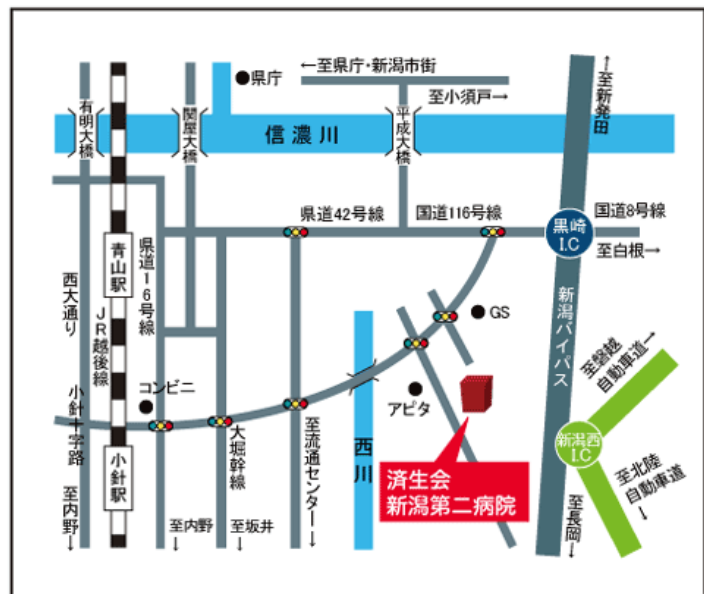 ←至県庁・新潟市街
●県庁
至小須戸→
↑至新発田
有明大橋
関屋大橋
平成大橋
信濃川
県道42号線
国道116号線
黒崎
I.C
国道8号線
至白根→
青山駅
県道16号線
西大通り
JR越後線
新潟バイパス
GS
至磐越
自動車道→
コンビニ
アピタ
小針十字路
大堀幹線
至流通センター→
西川
新潟西
I.C
小針駅
済生会
新潟第二病院
至北陸
自動車道
↓
至内野→
至内野
↓
至坂井
↓
至長岡→